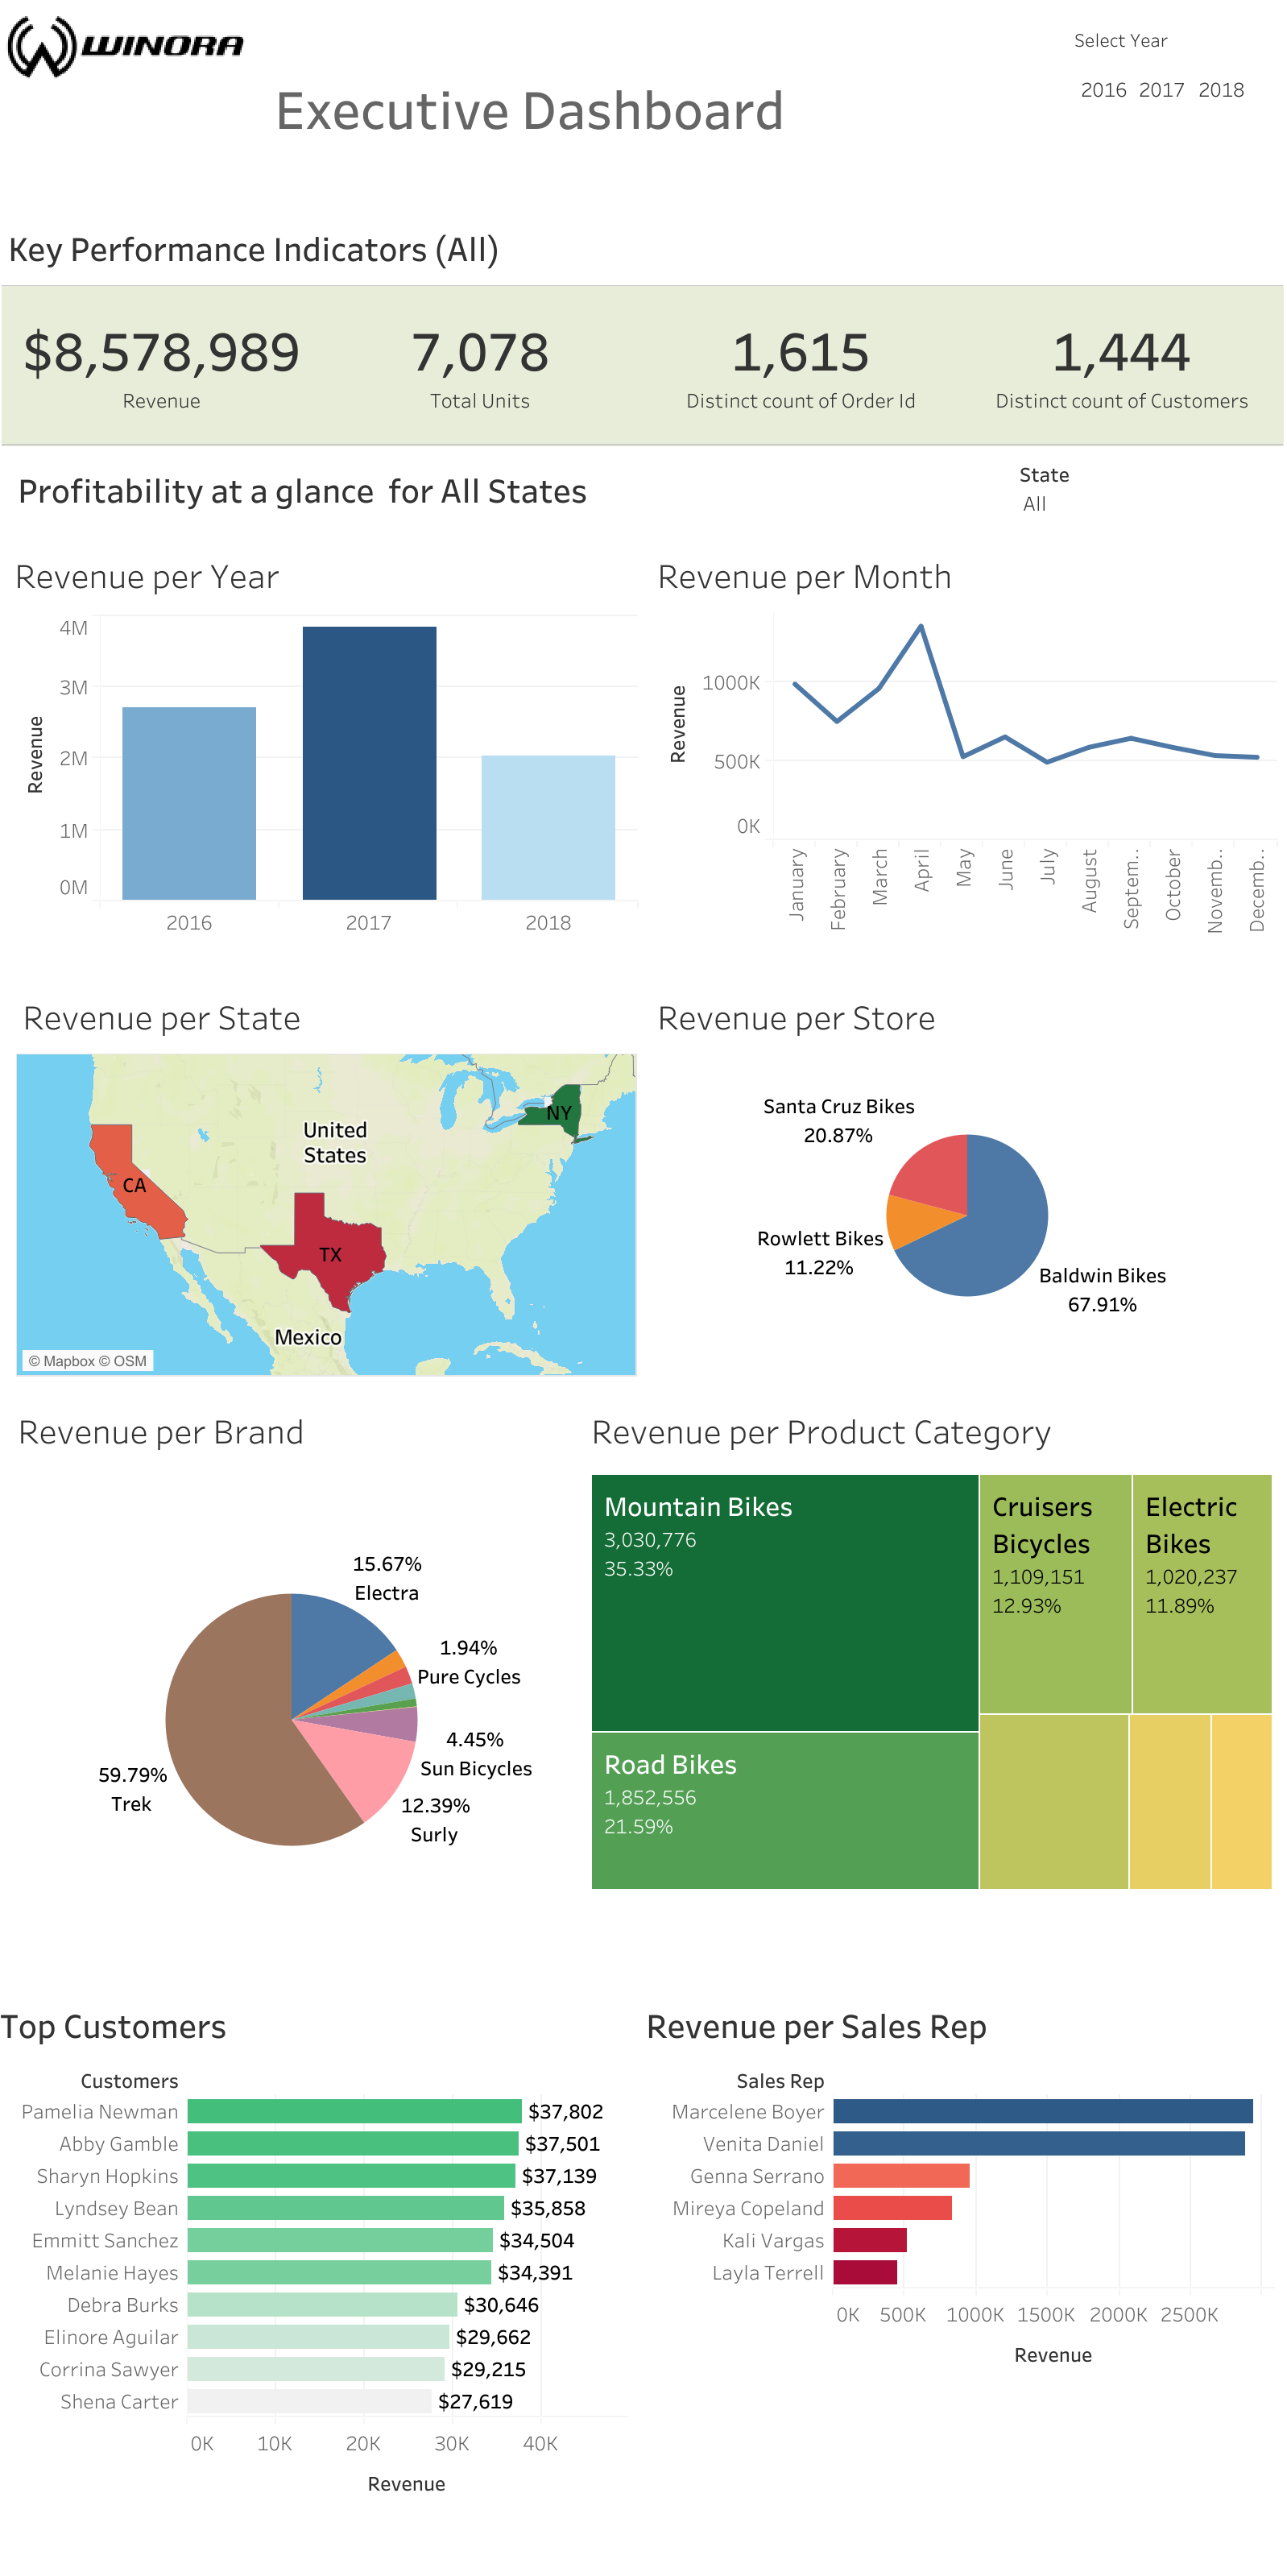 WINORA
Select Year
2016 2017 2018
Executive Dashboard
Key Performance Indicators (All)
$8,578,989
Revenue
7,078
Total Units
1,615
Distinct count of Order Id
1,444
Distinct count of Customers
Profitability at a glance for All States
State
All
Revenue per Year
4M
3M
2M
1M
0M
Revenue
2016
2017
2018
Revenue per Month
1000K
500K
0K
Revenue
January
February
March
April
May
June
July
August
Septem..
October
Novemb..
Decemb..
Revenue per State
United
States
NY
CA
TX
Mexico
© Mapbox © OSM
Revenue per Store
Santa Cruz Bikes
20.87%
Rowlett Bikes
11.22%
Baldwin Bikes
67.91%
Revenue per Brand
15.67%
Electra
1.94%
Pure Cycles
4.45%
Sun Bicycles
12.39%
Surly
59.79%
Trek
Revenue per Product Category
Mountain Bikes
3,030,776
35.33%
Cruisers
Bicycles
1,109,151
12.93%
Electric
Bikes
1,020,237
11.89%
Road Bikes
1,852,556
21.59%
Top Customers
Customers
Pamelia Newman $37,802
Abby Gamble $37,501
Sharyn Hopkins $37,139
Lyndsey Bean $35,858
Emmitt Sanchez $34,504
Melanie Hayes $34,391
Debra Burks $30,646
Elinore Aguilar $29,662
Corrina Sawyer $29,215
Shena Carter $27,619
0K 10K 20K 30K 40K
Revenue
Revenue per Sales Rep
Sales Rep
Marcelene Boyer
Venita Daniel
Genna Serrano
Mireya Copeland
Kali Vargas
Layla Terrell
0K 500K 1000K 1500K 2000K 2500K
Revenue